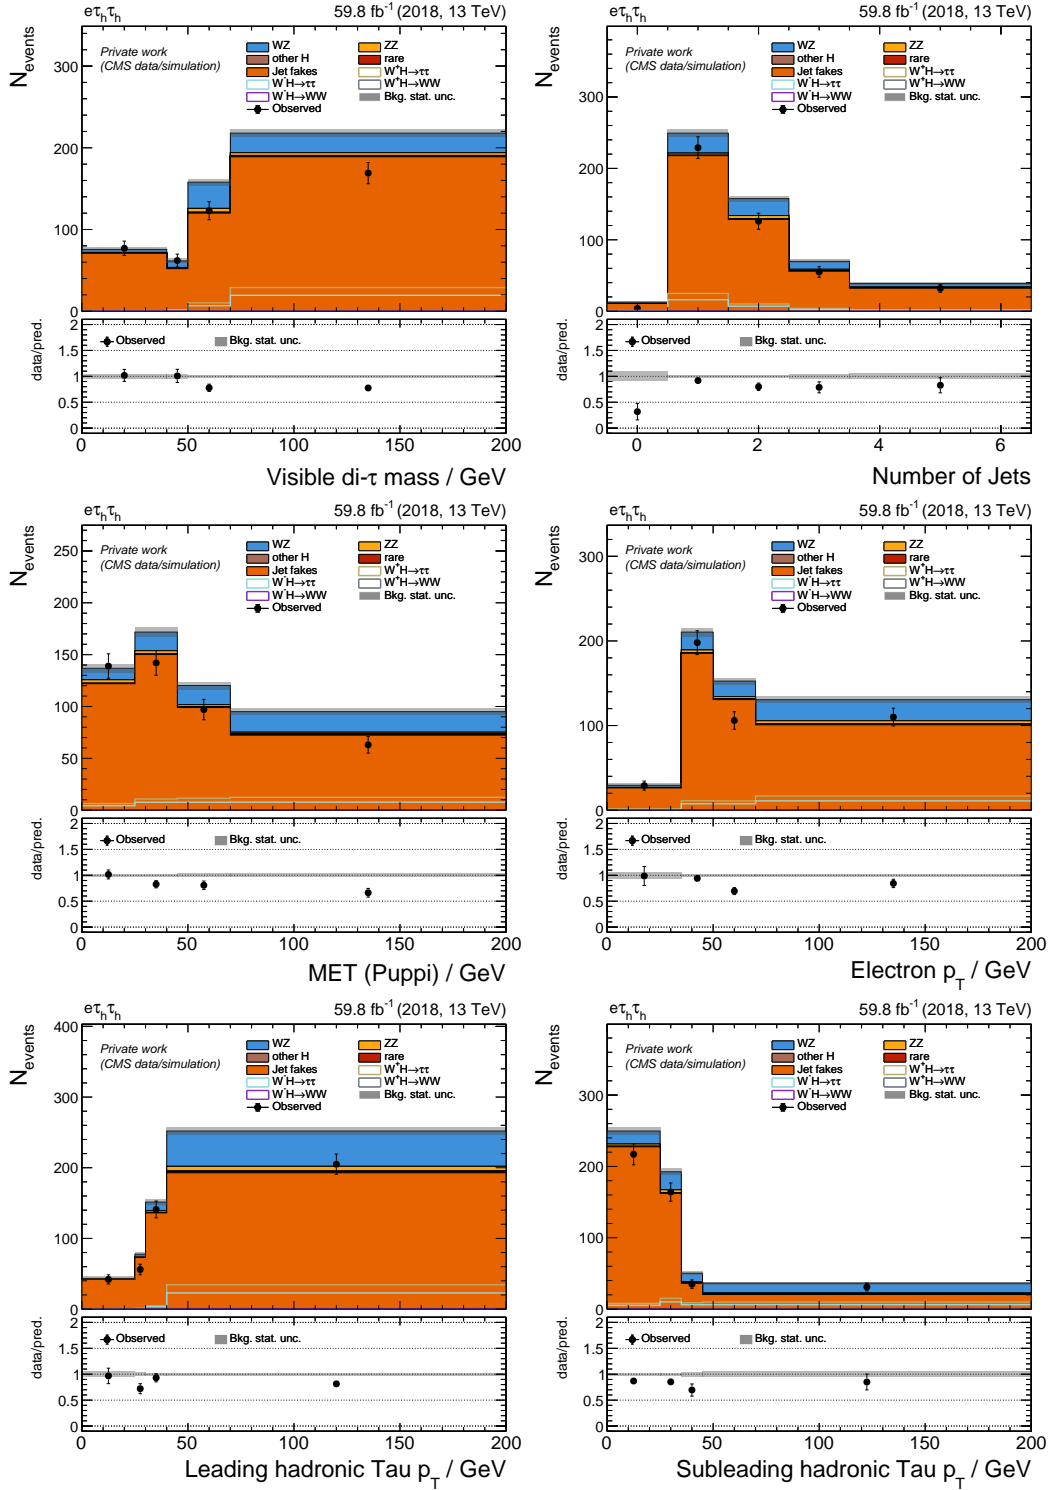 eτhτh 59.8 fb-1 (2018, 13 TeV)
Nevents
Private work
(CMS data/simulation)
WZ ZZ
other H rare
Jet fakes W+H→ττ
W-H→ττ W+H→WW
W-H→WW Bkg. stat. unc.
Observed
300
200
100
0
data/pred.
Observed Bkg. stat. unc.
2
1.5
1
0.5
0
0 50 100 150 200
Visible di-τ mass / GeV
eτhτh 59.8 fb-1 (2018, 13 TeV)
Nevents
Private work
(CMS data/simulation)
WZ ZZ
other H rare
Jet fakes W+H→ττ
W-H→ττ W+H→WW
W-H→WW Bkg. stat. unc.
Observed
300
200
100
0
data/pred.
Observed Bkg. stat. unc.
2
1.5
1
0.5
0
0 2 4 6
Number of Jets
eτhτh 59.8 fb-1 (2018, 13 TeV)
Nevents
Private work
(CMS data/simulation)
WZ ZZ
other H rare
Jet fakes W+H→ττ
W-H→ττ W+H→WW
W-H→WW Bkg. stat. unc.
Observed
250
200
150
100
50
0
data/pred.
Observed Bkg. stat. unc.
2
1.5
1
0.5
0
0 50 100 150 200
MET (Puppi) / GeV
eτhτh 59.8 fb-1 (2018, 13 TeV)
Nevents
Private work
(CMS data/simulation)
WZ ZZ
other H rare
Jet fakes W+H→ττ
W-H→ττ W+H→WW
W-H→WW Bkg. stat. unc.
Observed
300
200
100
0
data/pred.
Observed Bkg. stat. unc.
2
1.5
1
0.5
0
0 50 100 150 200
Electron pT / GeV
eτhτh 59.8 fb-1 (2018, 13 TeV)
Nevents
Private work
(CMS data/simulation)
WZ ZZ
other H rare
Jet fakes W+H→ττ
W-H→ττ W+H→WW
W-H→WW Bkg. stat. unc.
Observed
400
300
200
100
0
data/pred.
Observed Bkg. stat. unc.
2
1.5
1
0.5
0
0 50 100 150 200
Leading hadronic Tau pT / GeV
eτhτh 59.8 fb-1 (2018, 13 TeV)
Nevents
Private work
(CMS data/simulation)
WZ ZZ
other H rare
Jet fakes W+H→ττ
W-H→ττ W+H→WW
W-H→WW Bkg. stat. unc.
Observed
300
200
100
0
data/pred.
Observed Bkg. stat. unc.
2
1.5
1
0.5
0
0 50 100 150 200
Subleading hadronic Tau pT / GeV